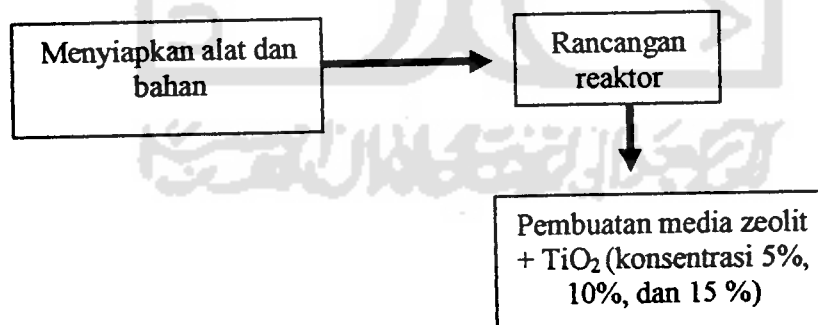 Menyiapkan alat dan
bahan
Rancangan
reaktor
Pembuatan media zeolit
+ TiO₂ (konsentrasi 5%,
10%, dan 15 %)